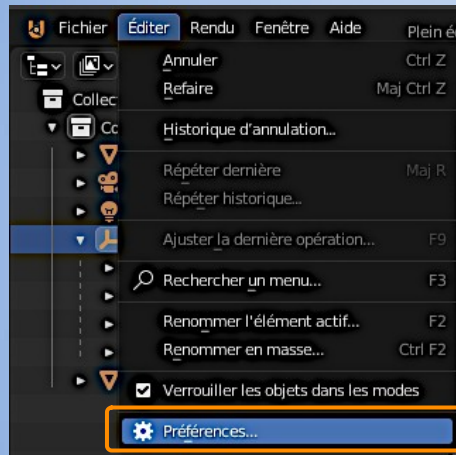 Fichier Éditer Rendu Fenêtre Aide Plein é
Annuler Ctrl Z
Refaire Maj Ctrl Z
Collec
Historique d'annulation...
Co
Répéter dernière Maj R
Répéter historique...
Ajuster la dernière opération... F9
Rechercher un menu... F3
Renommer l'élément actif... F2
Renommer en masse... Ctrl F2
Verrouiller les objets dans les modes
Préférences...